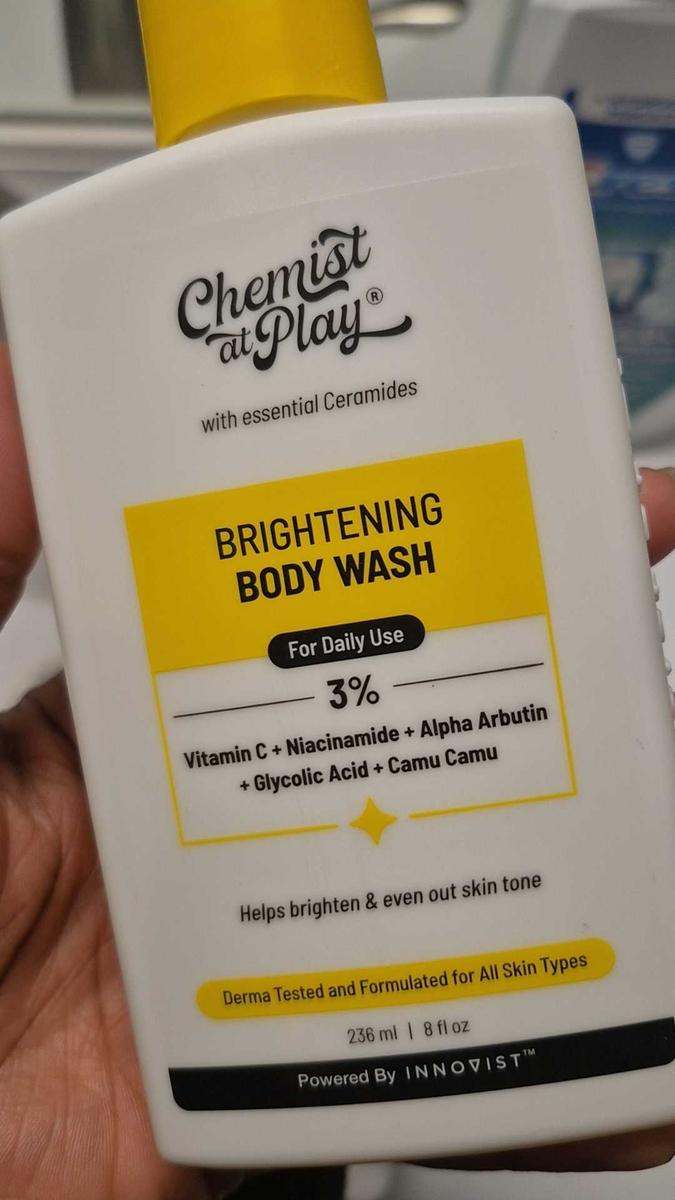 Chemist
at Play®
with essential Ceramides
BRIGHTENING
BODY WASH
For Daily Use
3%
Vitamin C + Niacinamide + Alpha Arbutin
+ Glycolic Acid + Camu Camu
Helps brighten & even out skin tone
Derma Tested and Formulated for All Skin Types
236 ml | 8 fl oz
Powered By INNOVIST™